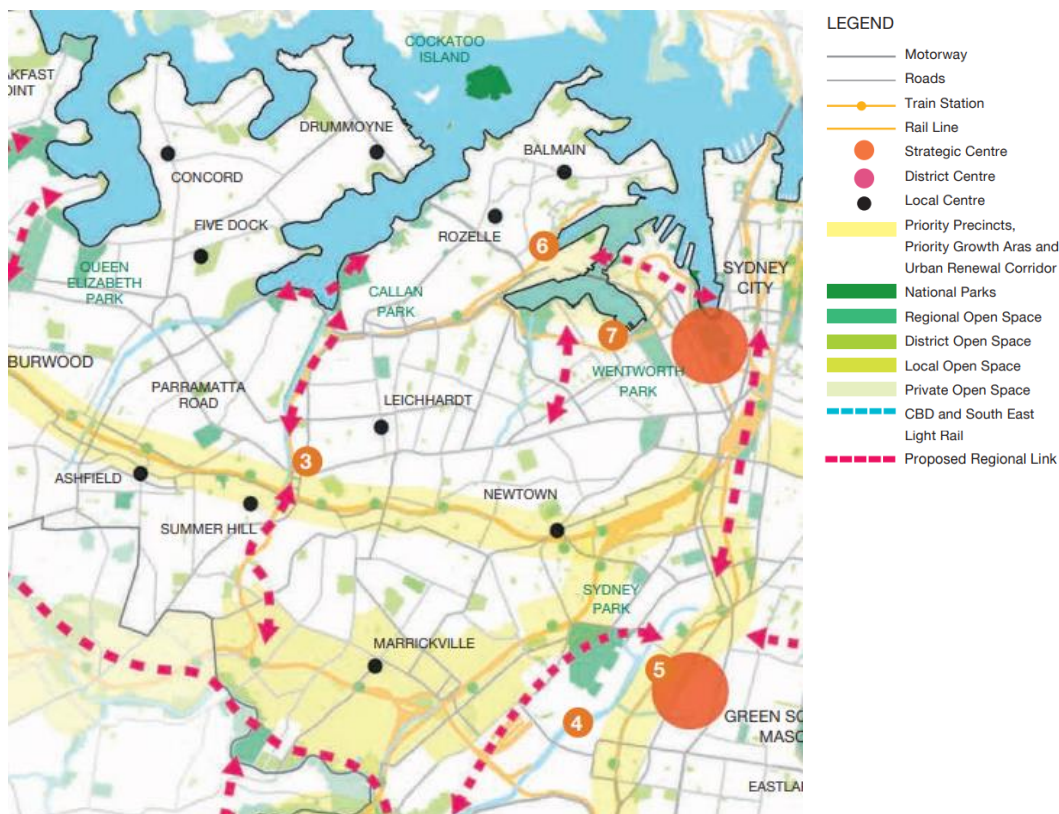 COCKATOO
ISLAND
AKFAST
OINT
DRUMMOYNE
BALMAIN
CONCORD
FIVE DOCK
ROZELLE
6
QUEEN
ELIZABETH
PARK
CALLAN
PARK
SYDNEY
CITY
7
BURWOOD
WENTWORTH
PARK
PARRAMATTA
ROAD
LEICHHARDT
3
ASHFIELD
NEWTOWN
SUMMER HILL
SYDNEY
PARK
MARRICKVILLE
5
4
GREEN SQ
MASC
EASTLA
LEGEND
Motorway
Roads
Train Station
Rail Line
Strategic Centre
District Centre
Local Centre
Priority Precincts,
Priority Growth Aras and
Urban Renewal Corridor
National Parks
Regional Open Space
District Open Space
Local Open Space
Private Open Space
CBD and South East
Light Rail
Proposed Regional Link